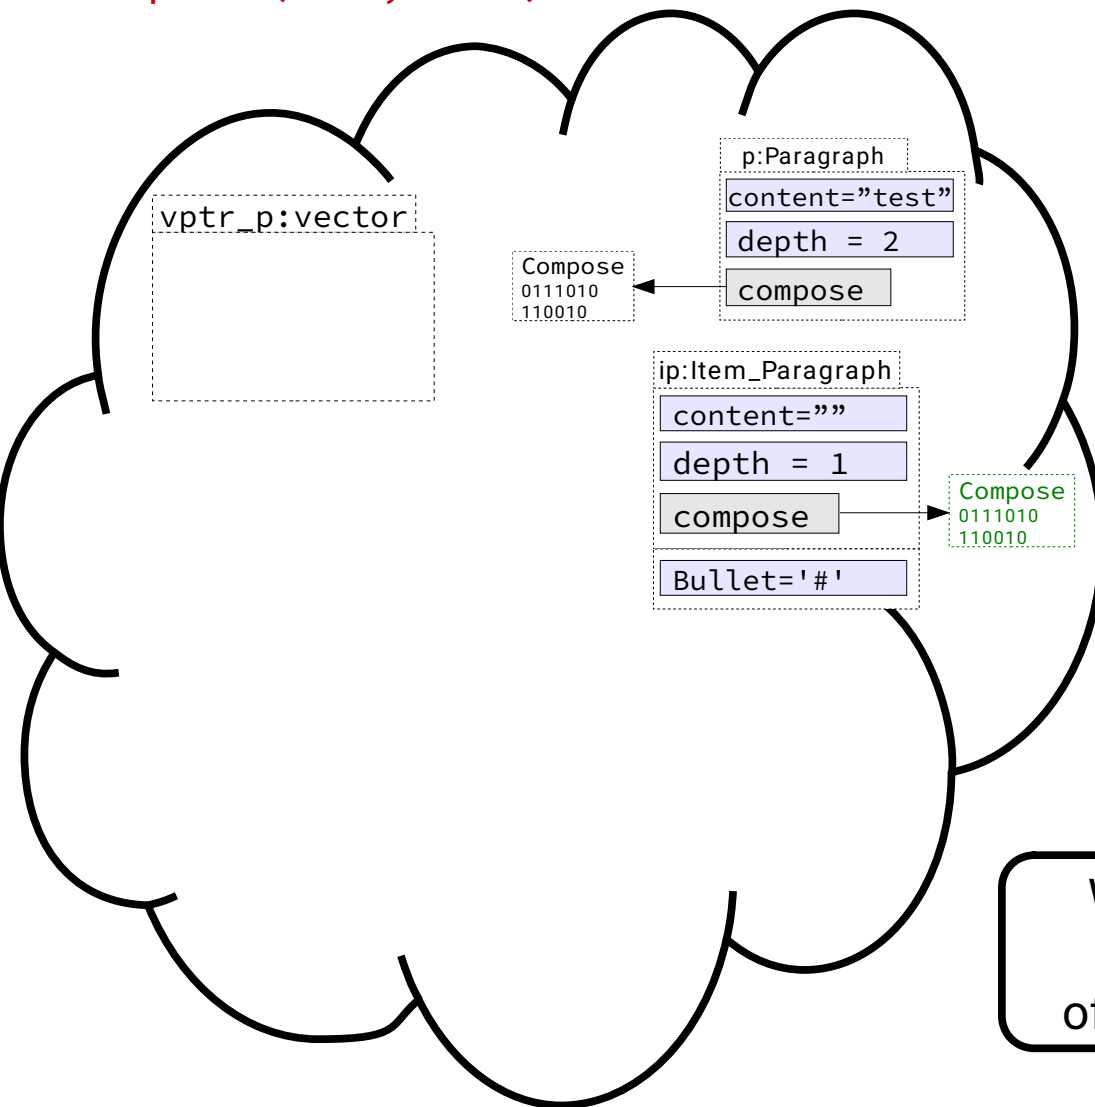 p:Paragraph
content=”test”
vptr_p:vector
depth = 2
Compose
0111010
110010
compose
ip:Item_Paragraph
content=””
depth = 1
compose
Compose
0111010
110010
Bullet='#'